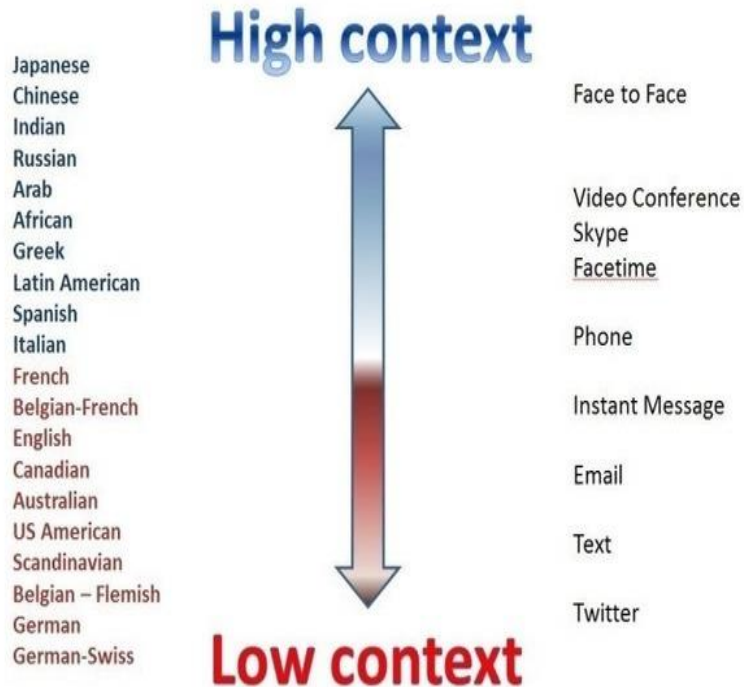 High context
Japanese
Chinese
Indian
Russian
Arab
African
Greek
Latin American
Spanish
Italian
French
Belgian-French
English
Canadian
Australian
US American
Scandinavian
Belgian – Flemish
German
German-Swiss
Face to Face
Video Conference
Skype
Facetime
Phone
Instant Message
Email
Text
Twitter
Low context